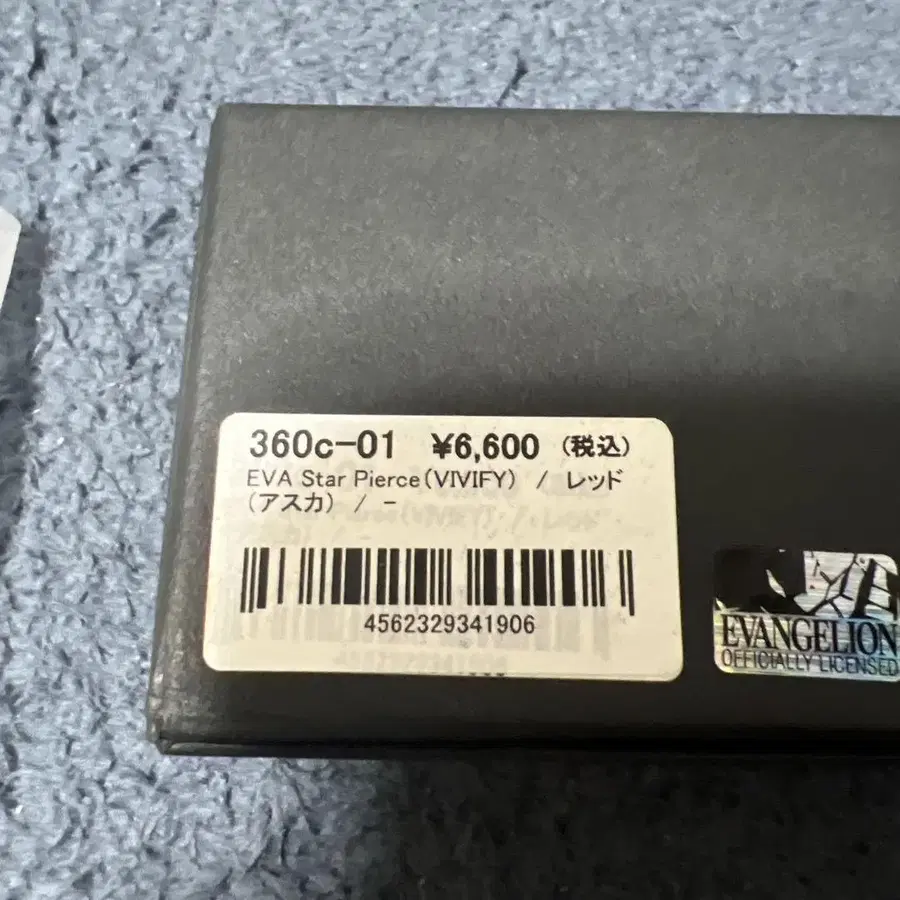 360c-01 ¥6,600 (税込)
EVA Star Pierce(VIVIFY) / レッド
(アスカ) / -
4562329341906
EVANGELION
OFFICIALLY LICENSED